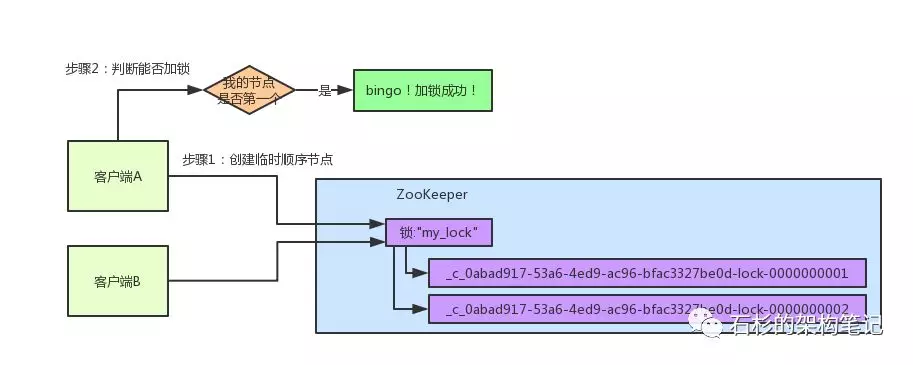 步骤2：判断能否加锁
我的节点
是否第一个
是
bingo！加锁成功！
客户端A
步骤1：创建临时顺序节点
ZooKeeper
锁:"my_lock"
客户端B
_c_0abad917-53a6-4ed9-ac96-bfac3327be0d-lock-0000000001
_c_0abad917-53a6-4ed9-ac96-bfac3327be0d-lock-0000000002
石杉的架构笔记